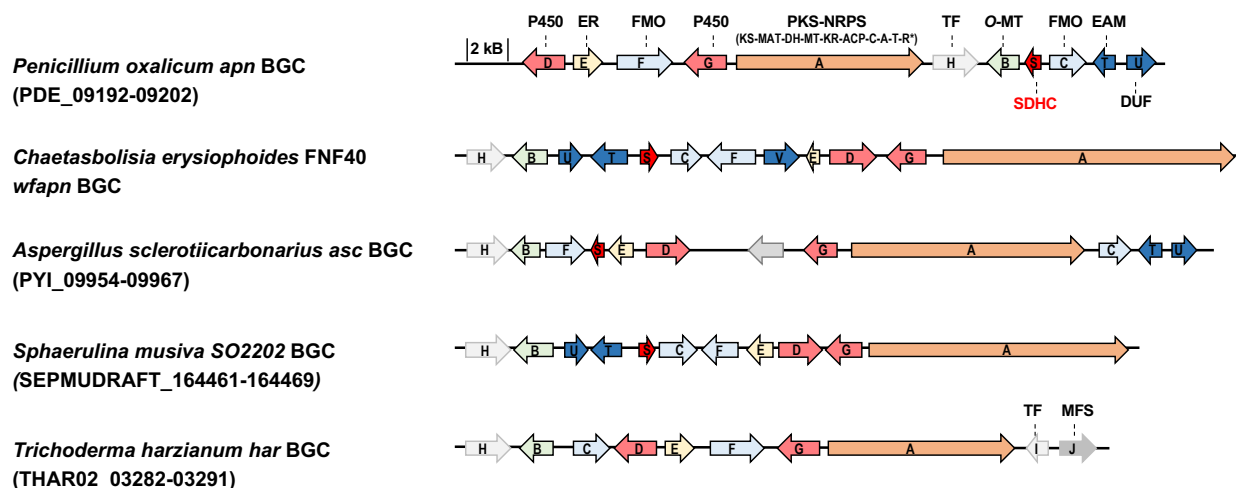 P450 ER FMO P450 PKS-NRPS TF O-MT FMO EAM
(KS-MAT-DH-MT-KR-ACP-C-A-T-R*)
2 kB
Penicillium oxalicum apn BGC
D E F G A H B S C T U
(PDE_09192-09202)
SDHC DUF
Chaetasbolisia erysiophoides FNF40
H B U T S C F V E D G A
wfapn BGC
Aspergillus sclerotiicarbonarius asc BGC
H B F S E D G A C T U
(PYI_09954-09967)
Sphaerulina musiva SO2202 BGC
H B U T S C F E D G A
(SEPMUDRAFT_164461-164469)
TF MFS
Trichoderma harzianum har BGC
H B C D E F G A I J
(THAR02_03282-03291)